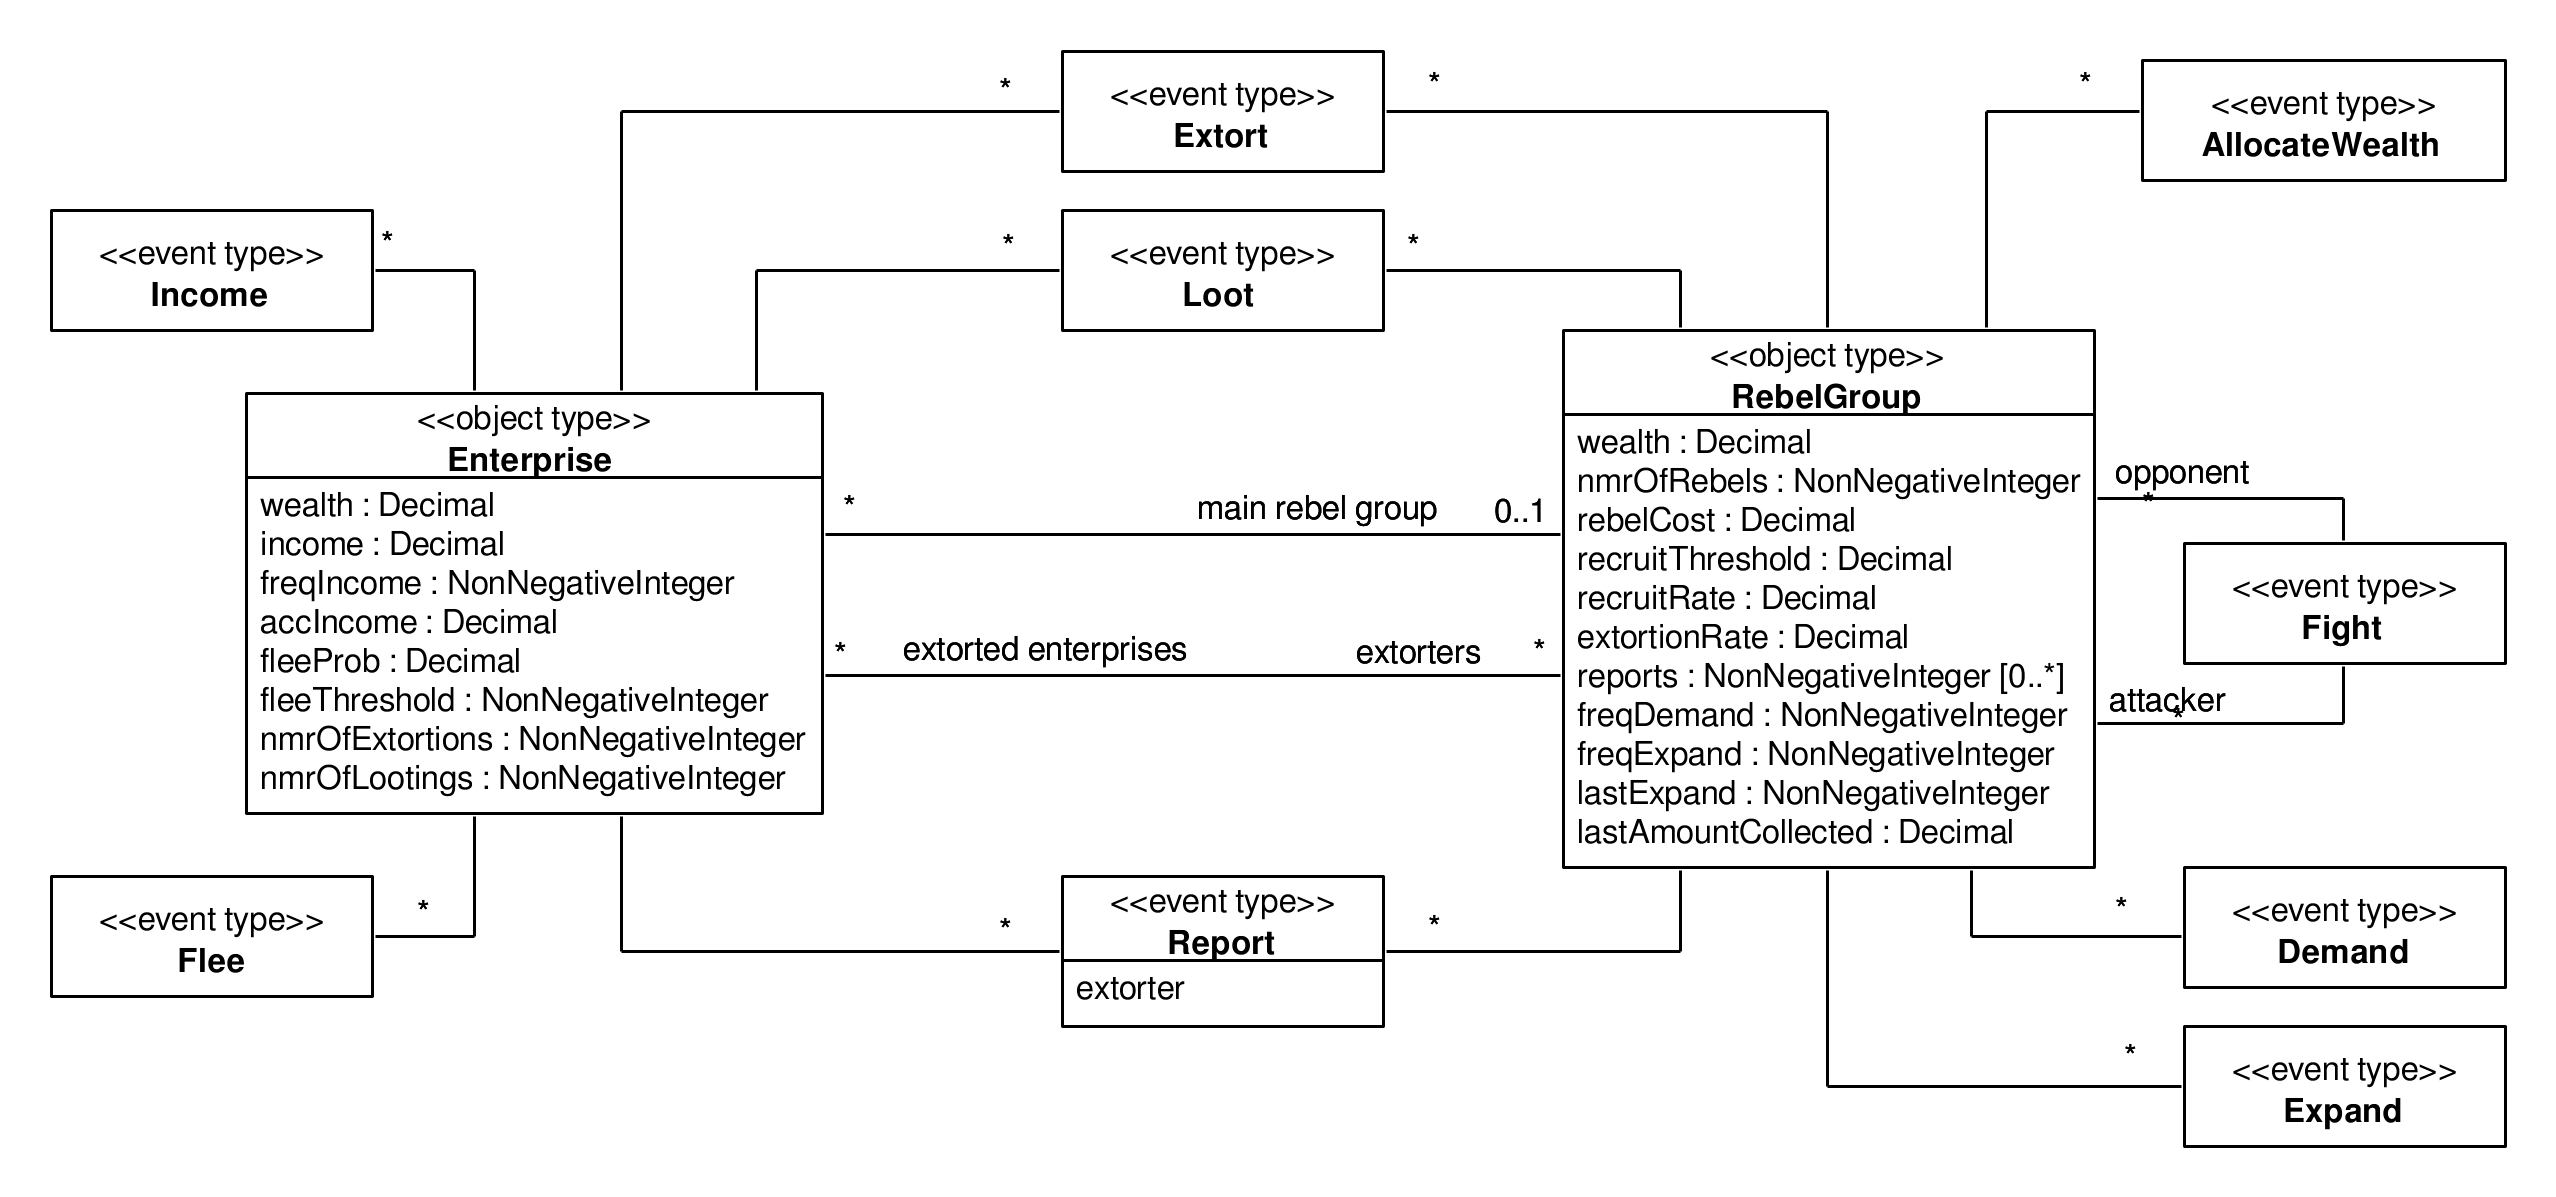 *
<<event type>>
Extort
*
*
<<event type>>
AllocateWealth
<<event type>>
Income
*
*
<<event type>>
Loot
*
<<object type>>
Enterprise
wealth : Decimal
income : Decimal
freqIncome : NonNegativeInteger
accIncome : Decimal
fleeProb : Decimal
fleeThreshold : NonNegativeInteger
nmrOfExtortions : NonNegativeInteger
nmrOfLootings : NonNegativeInteger
*
main rebel group
0..1
*
extorted enterprises
extorters
*
<<object type>>
RebelGroup
wealth : Decimal
nmrOfRebels : NonNegativeInteger
rebelCost : Decimal
recruitThreshold : Decimal
recruitRate : Decimal
extortionRate : Decimal
reports : NonNegativeInteger [0..*]
freqDemand : NonNegativeInteger
freqExpand : NonNegativeInteger
lastExpand : NonNegativeInteger
lastAmountCollected : Decimal
opponent
*
<<event type>>
Fight
attacker
*
<<event type>>
Flee
*
*
<<event type>>
Report
extorter
*
*
<<event type>>
Demand
*
<<event type>>
Expand